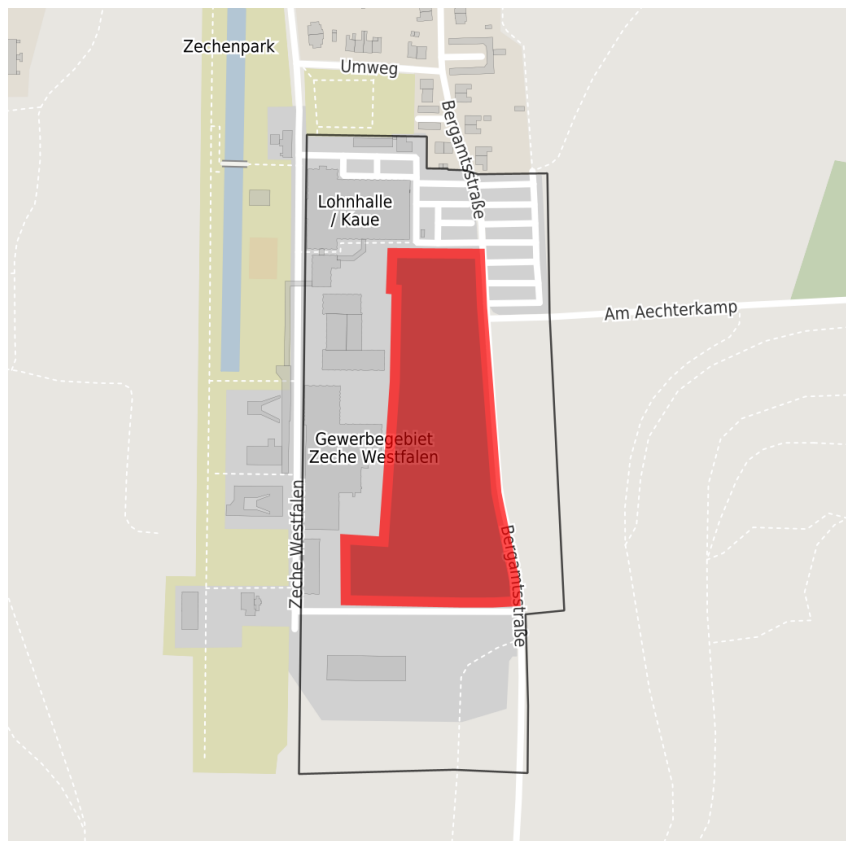 Zechenpark
Umweg
Bergamtsstraße
Lohnhalle
/ Kaue
Am Aechterkamp
Gewerbegebiet
Zeche Westfalen
Zeche Westfalen
Bergamtsstraße